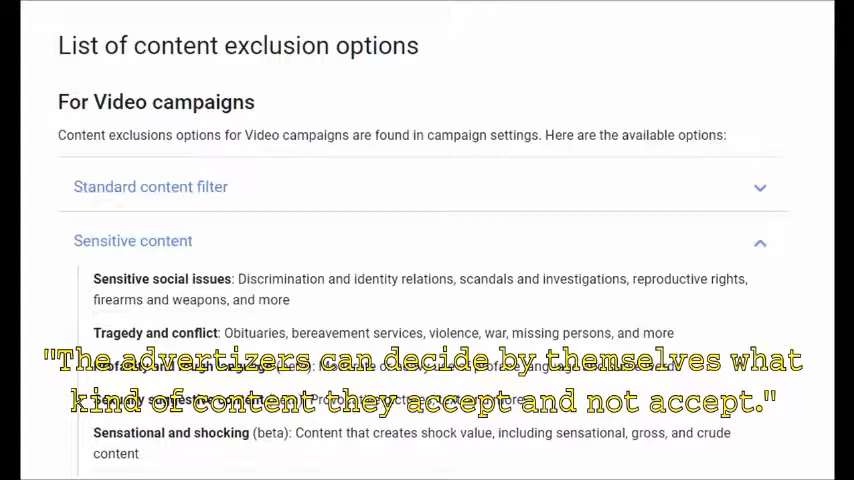 List of content exclusion options
For Video campaigns
Content exclusions options for Video campaigns are found in campaign settings. Here are the available options:
Standard content filter
Sensitive content
Sensitive social issues: Discrimination and identity relations, scandals and investigations, reproductive rights,
firearms and weapons, and more
Tragedy and conflict: Obituaries, bereavement services, violence, war, missing persons, and more
"The advertizers can decide by themselves what
kind of content they accept and not accept."
Sensational and shocking (beta): Content that creates shock value, including sensational, gross, and crude
content